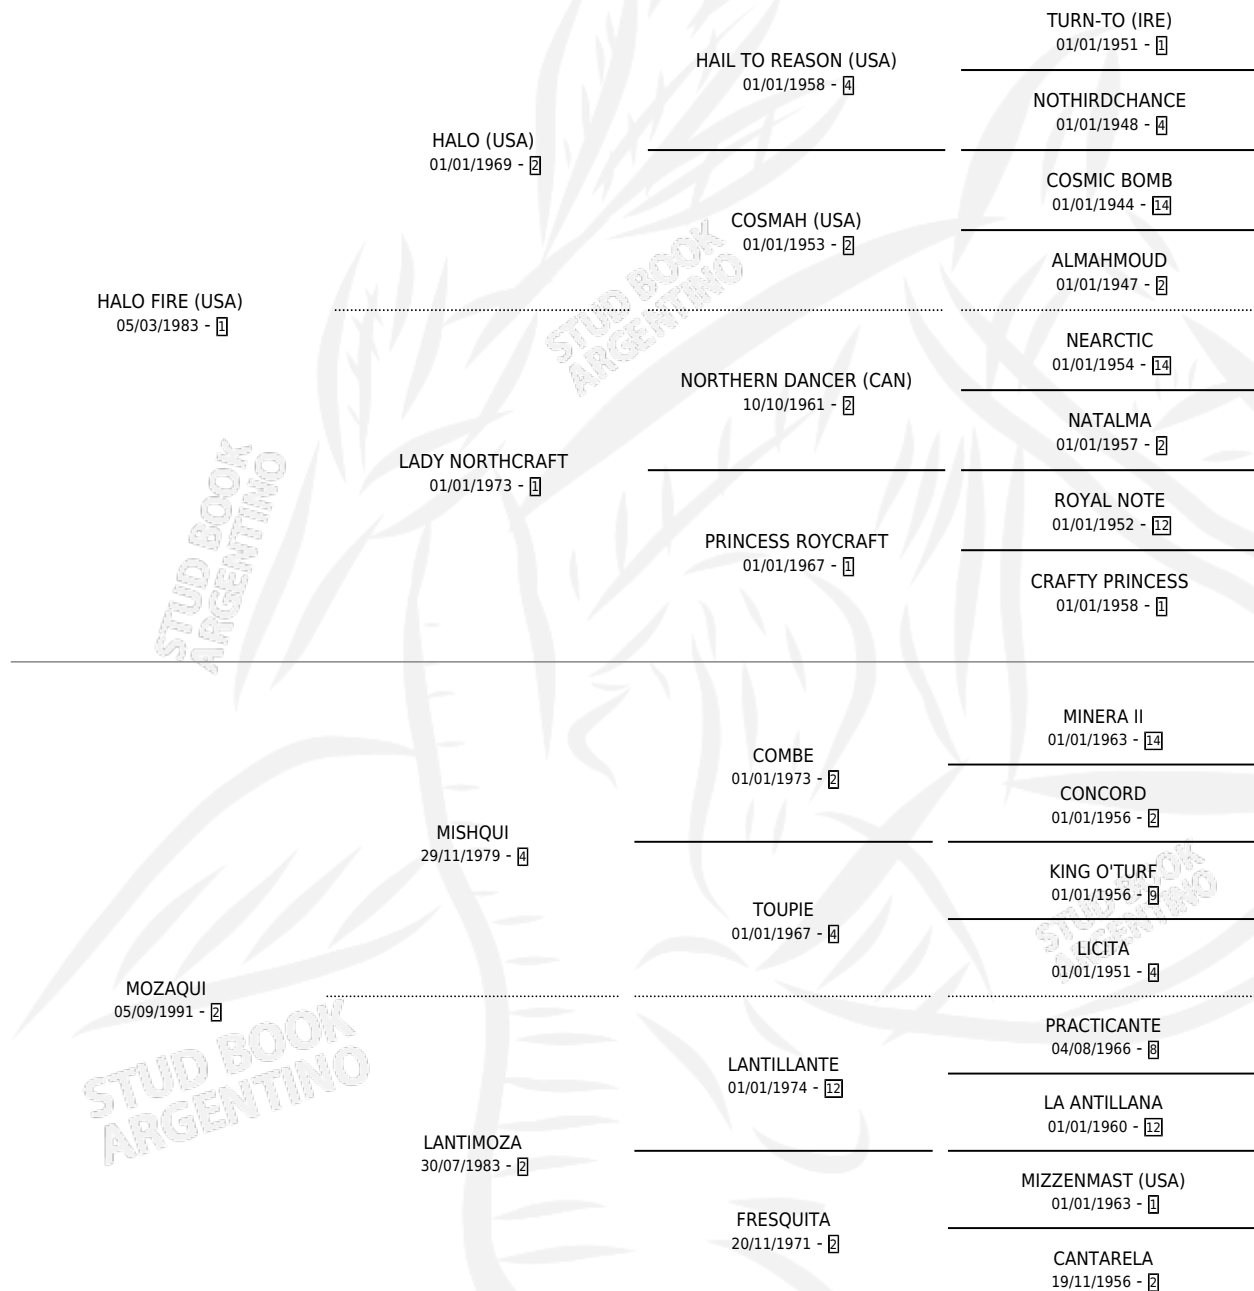 TURN-TO (IRE)
01/01/1951 - 1
HAIL TO REASON (USA)
01/01/1958 - 4
NOTHIRDCHANCE
01/01/1948 - 4
HALO (USA)
01/01/1969 - 2
COSMIC BOMB
01/01/1944 - 14
COSMAH (USA)
01/01/1953 - 2
ALMAHMOUD
01/01/1947 - 2
HALO FIRE (USA)
05/03/1983 - 1
NEARCTIC
01/01/1954 - 14
NORTHERN DANCER (CAN)
10/10/1961 - 2
NATALMA
01/01/1957 - 2
LADY NORTHCRAFT
01/01/1973 - 1
ROYAL NOTE
01/01/1952 - 12
PRINCESS ROYCRAFT
01/01/1967 - 1
CRAFTY PRINCESS
01/01/1958 - 1
MINERA II
01/01/1963 - 14
COMBE
01/01/1973 - 2
CONCORD
01/01/1956 - 2
MISHQUI
29/11/1979 - 4
KING O'TURF
01/01/1956 - 9
TOUPIE
01/01/1967 - 4
LICITA
01/01/1951 - 4
MOZAQUI
05/09/1991 - 2
PRACTICANTE
04/08/1966 - 8
LANTILLANTE
01/01/1974 - 12
LA ANTILLANA
01/01/1960 - 12
LANTIMOZA
30/07/1983 - 2
MIZZENMAST (USA)
01/01/1963 - 1
FRESQUITA
20/11/1971 - 2
CANTARELA
19/11/1956 - 2
STUD BOOK
ARGENTINO
STUD BOOK
ARGENTINO
STUD BOOK
ARGENTINO
STUD BOOK
ARGENTINO